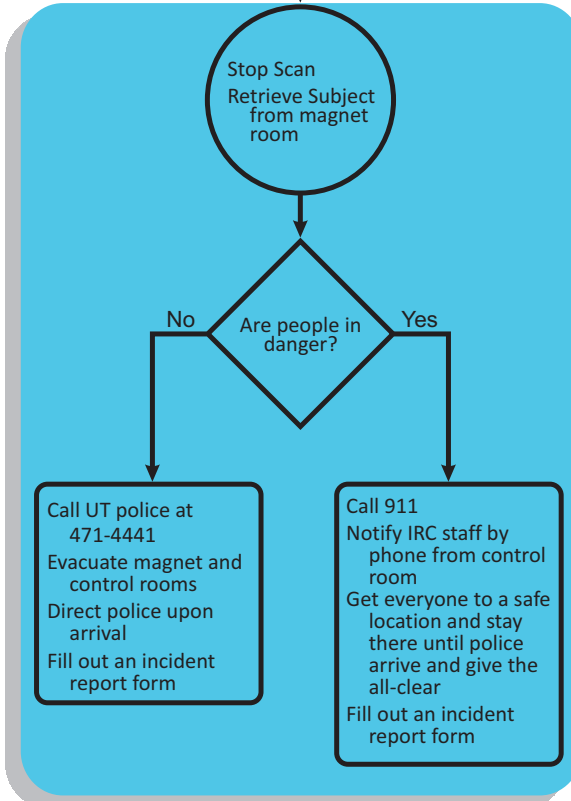 Stop Scan
Retrieve Subject
from magnet
room
Are people in
danger?
No
Yes
Call UT police at
471-4441
Evacuate magnet and
control rooms
Direct police upon
arrival
Fill out an incident
report form
Call 911
Notify IRC staff by
phone from control
room
Get everyone to a safe
location and stay
there until police
arrive and give the
all-clear
Fill out an incident
report form